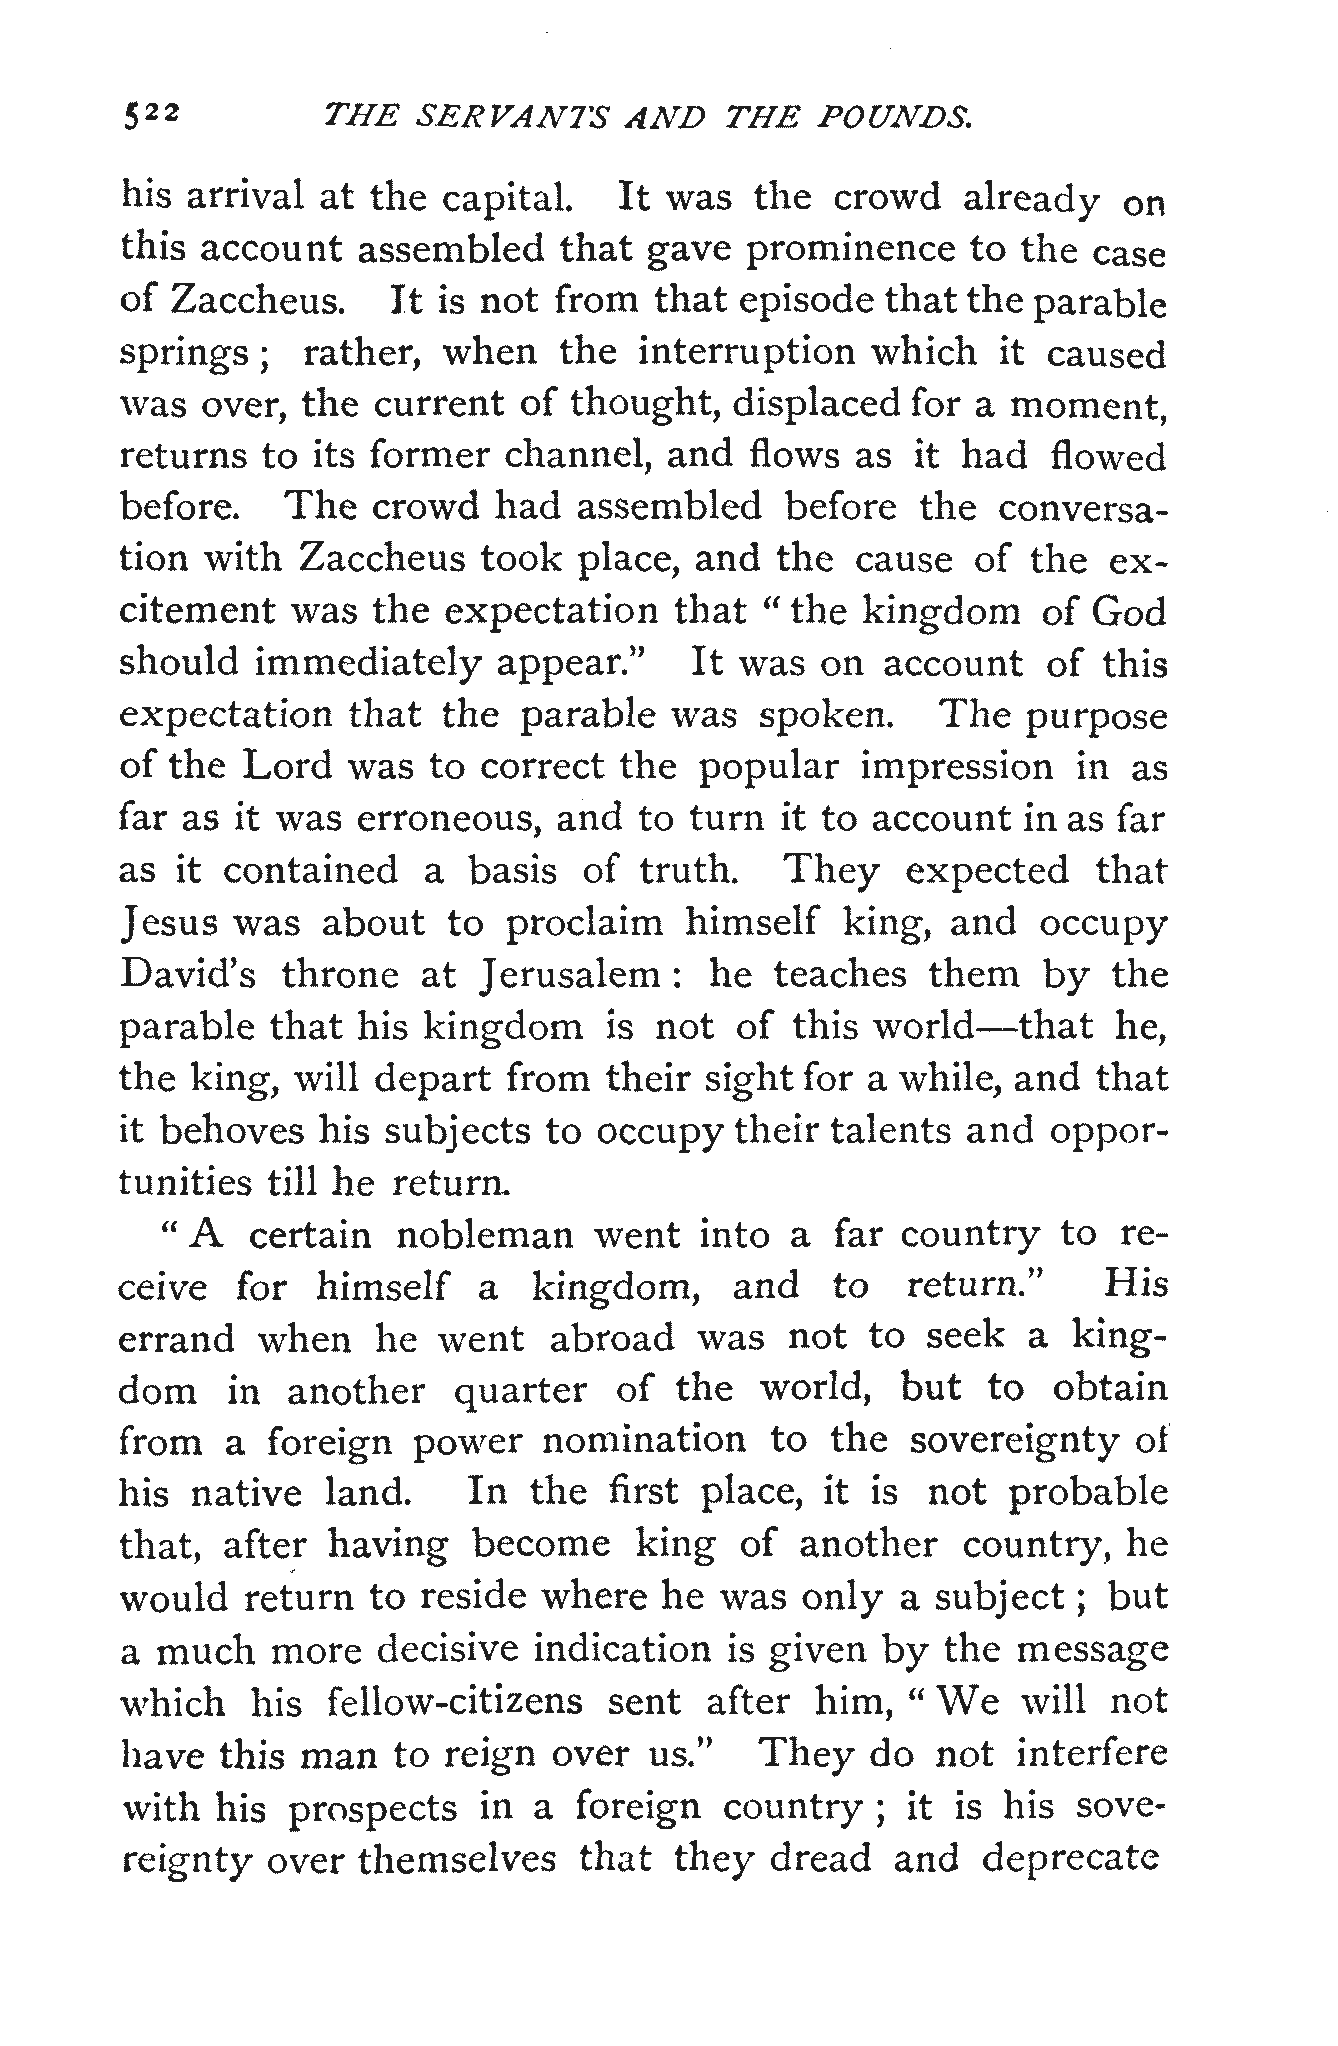 522 THE SERVANTS AND THE POUNDS.
his arrival at the capital. It was the crowd already on
this account assembled that gave prominence to the case
of Zaccheus. It is not from that episode that the parable
springs ; rather, when the interruption which it caused
was over, the current of thought, displaced for a moment,
returns to its former channel, and flows as it had flowed
before. The crowd had assembled before the conversa-
tion with Zaccheus took place, and the cause of the ex-
citement was the expectation that “ the kingdom of God
should immediately appear.” It was on account of this
expectation that the parable was spoken. The purpose
of the Lord was to correct the popular impression in as
far as it was erroneous, and to turn it to account in as far
as it contained a basis of truth. They expected that
Jesus was about to proclaim himself king, and occupy
David’s throne at Jerusalem : he teaches them by the
parable that his kingdom is not of this world—that he,
the king, will depart from their sight for a while, and that
it behoves his subjects to occupy their talents and oppor-
tunities till he return.
“ A certain nobleman went into a far country to re-
ceive for himself a kingdom, and to return.” His
errand when he went abroad was not to seek a king-
dom in another quarter of the world, but to obtain
from a foreign power nomination to the sovereignty of
his native land. In the first place, it is not probable
that, after having become king of another country, he
would return to reside where he was only a subject ; but
a much more decisive indication is given by the message
which his fellow-citizens sent after him, “ We will not
have this man to reign over us.” They do not interfere
with his prospects in a foreign country ; it is his sove-
reignty over themselves that they dread and deprecate